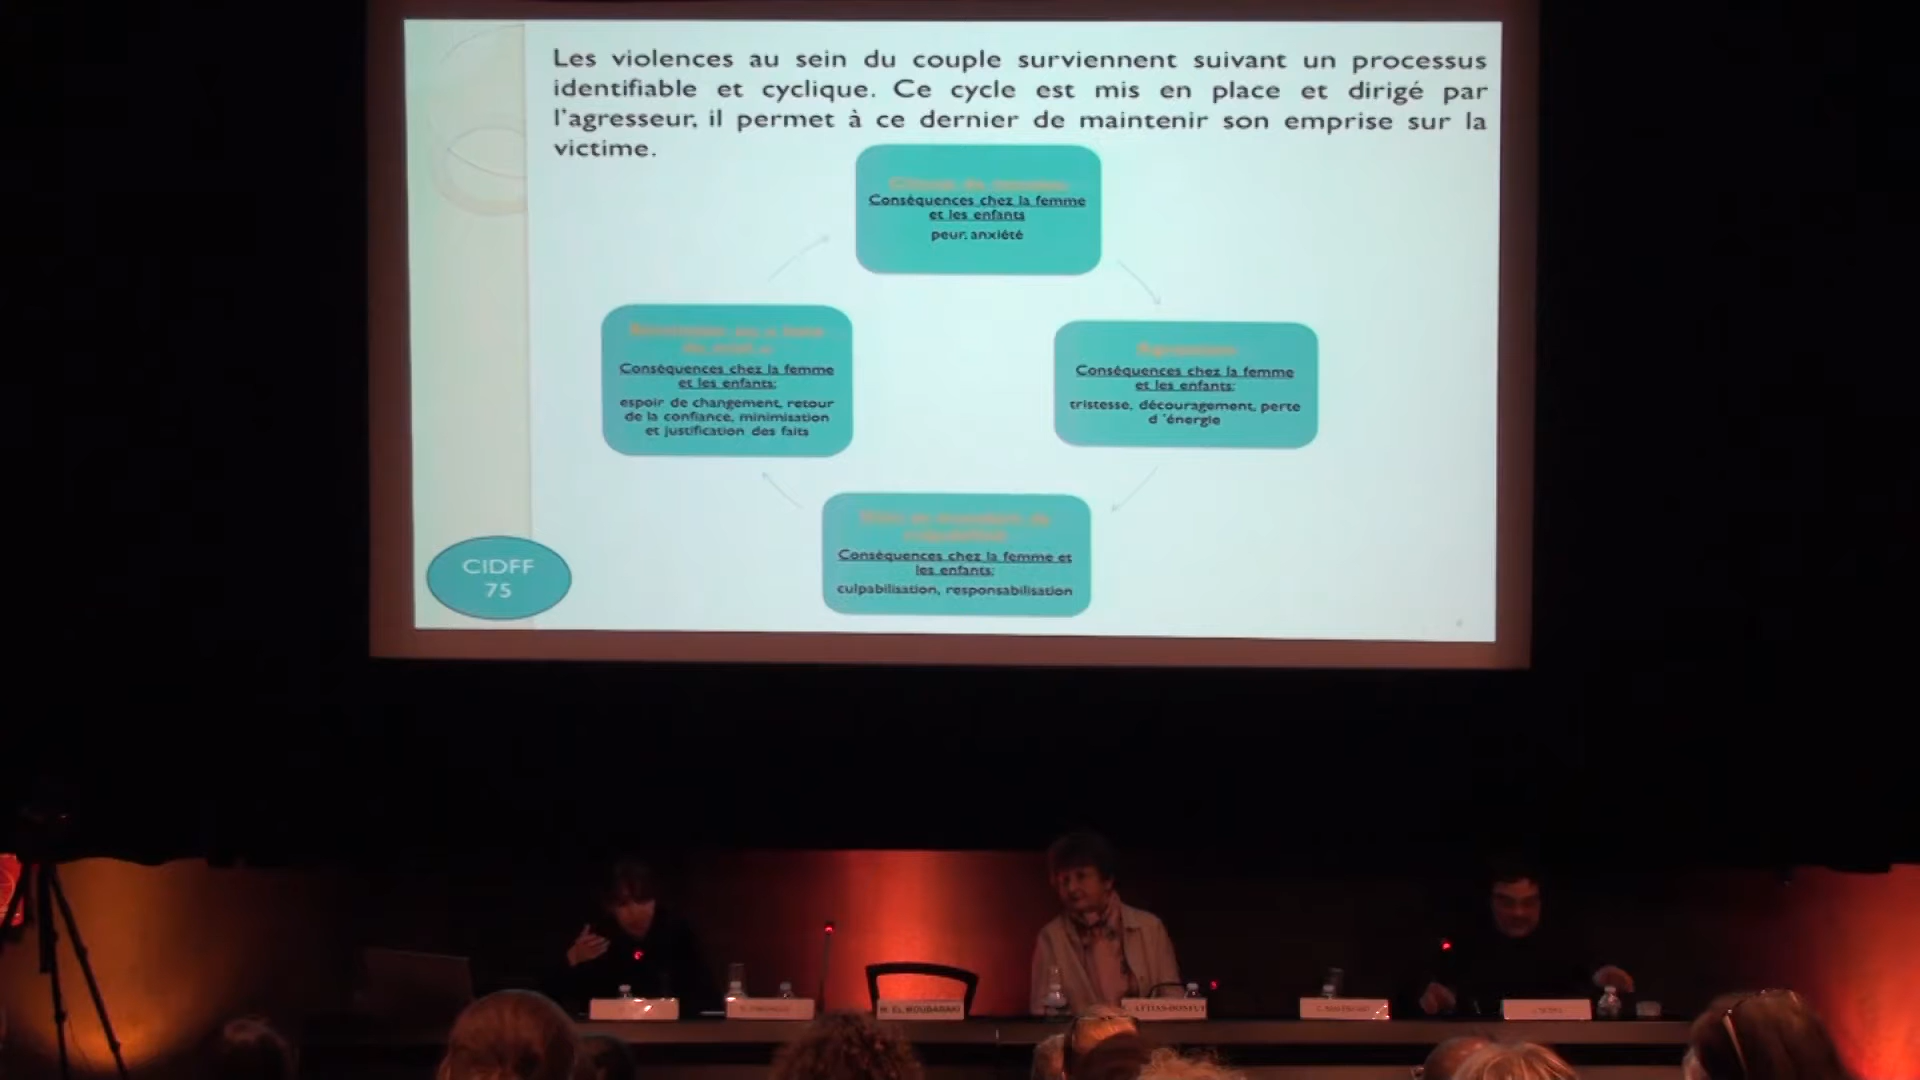 Les violences au sein du couple surviennent suivant un processus
identifiable et cyclique. Ce cycle est mis en place et dirigé par
l'agresseur, il permet à ce dernier de maintenir son emprise sur la
victime.
Conséquences chez la femme
et les enfants
peur, anxiété
Conséquences chez la femme
et les enfants:
espoir de changement, retour
de la confiance, minimisation
et justification des faits
Agression
Conséquences chez la femme
et les enfants:
tristesse, découragement, perte
d 'énergie
Conséquences chez la femme et
les enfants:
culpabilisation, responsabilisation
CIDFF
75
M. EL MOUBARAKI